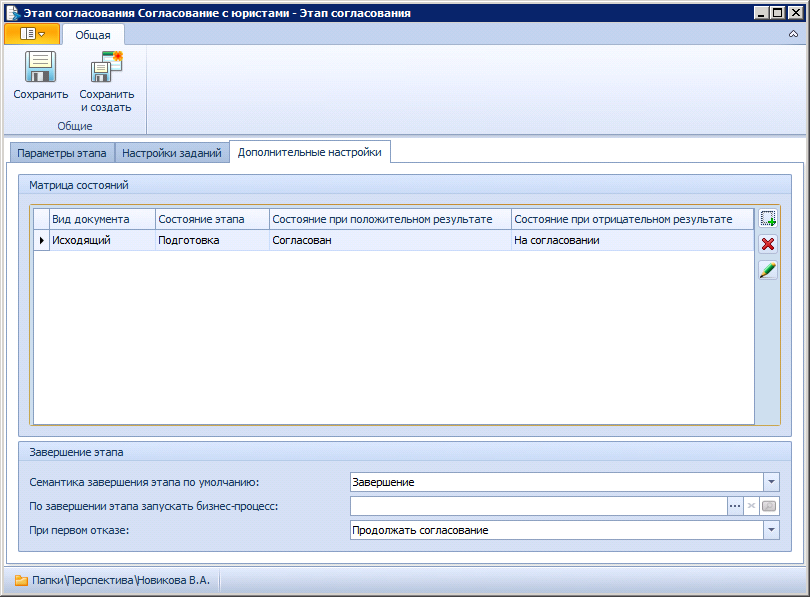 Этап согласования Согласование с юристами - Этап согласования
Общая
Сохранить
Сохранить
и создать
Общие
Параметры этапа
Настройки заданий
Дополнительные настройки
Матрица состояний
Вид документа Состояние этапа Состояние при положительном результате Состояние при отрицательном результате
Исходящий Подготовка Согласован На согласовании
Завершение этапа
Семантика завершения этапа по умолчанию: Завершение
По завершении этапа запускать бизнес-процесс:
При первом отказе: Продолжать согласование
Папки\Перспектива\Новикова В.А.